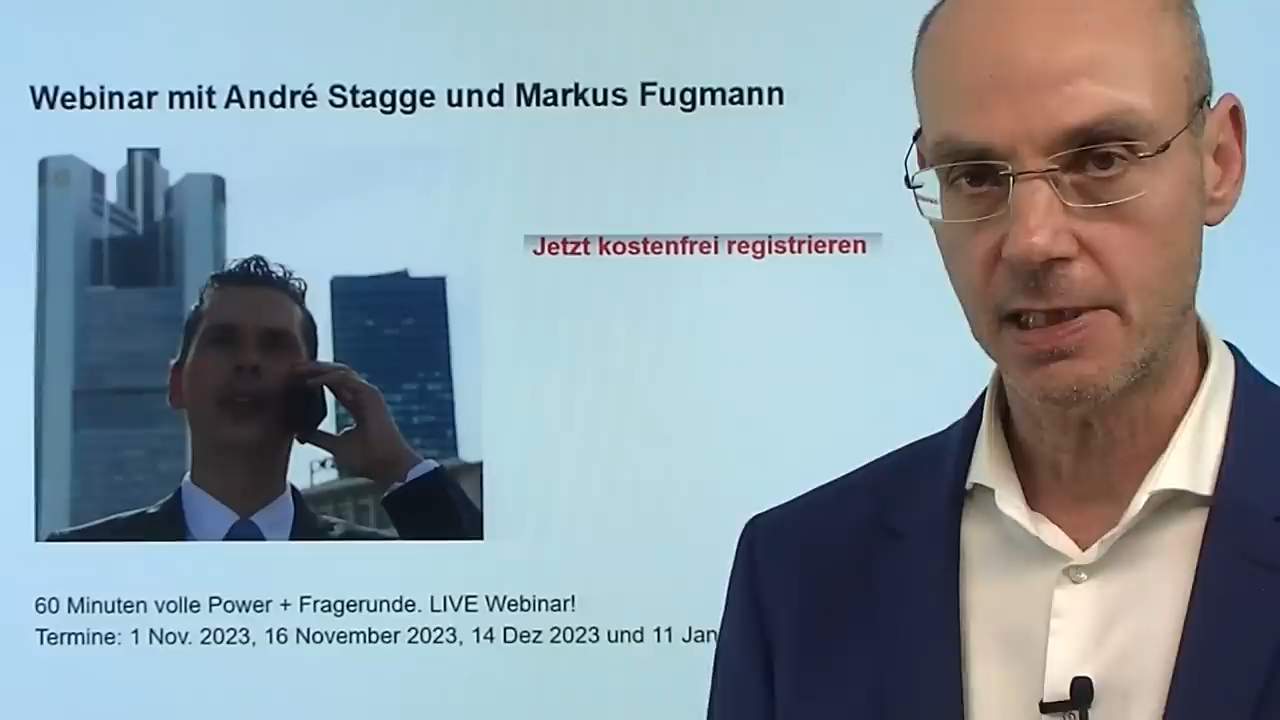 Webinar mit André Stagge und Markus Fugmann
Jetzt kostenfrei registrieren
60 Minuten volle Power + Fragerunde. LIVE Webinar!
Termine: 1 Nov. 2023, 16 November 2023, 14 Dez 2023 und 11 Jan